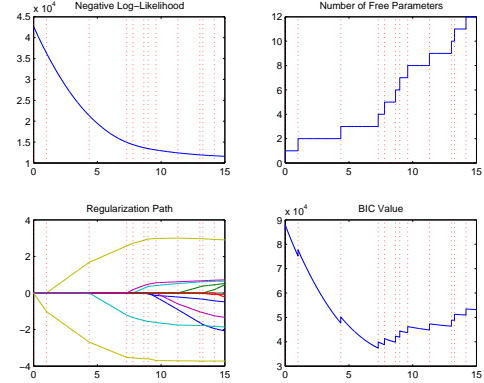 Negative Log-Likelihood
x 10^4
4.5
4
3.5
3
2.5
2
1.5
1
0 5 10 15
Number of Free Parameters
12
10
8
6
4
2
0
0 5 10 15
Regularization Path
4
2
0
−2
−4
0 5 10 15
BIC Value
x 10^4
9
8
7
6
5
4
3
0 5 10 15